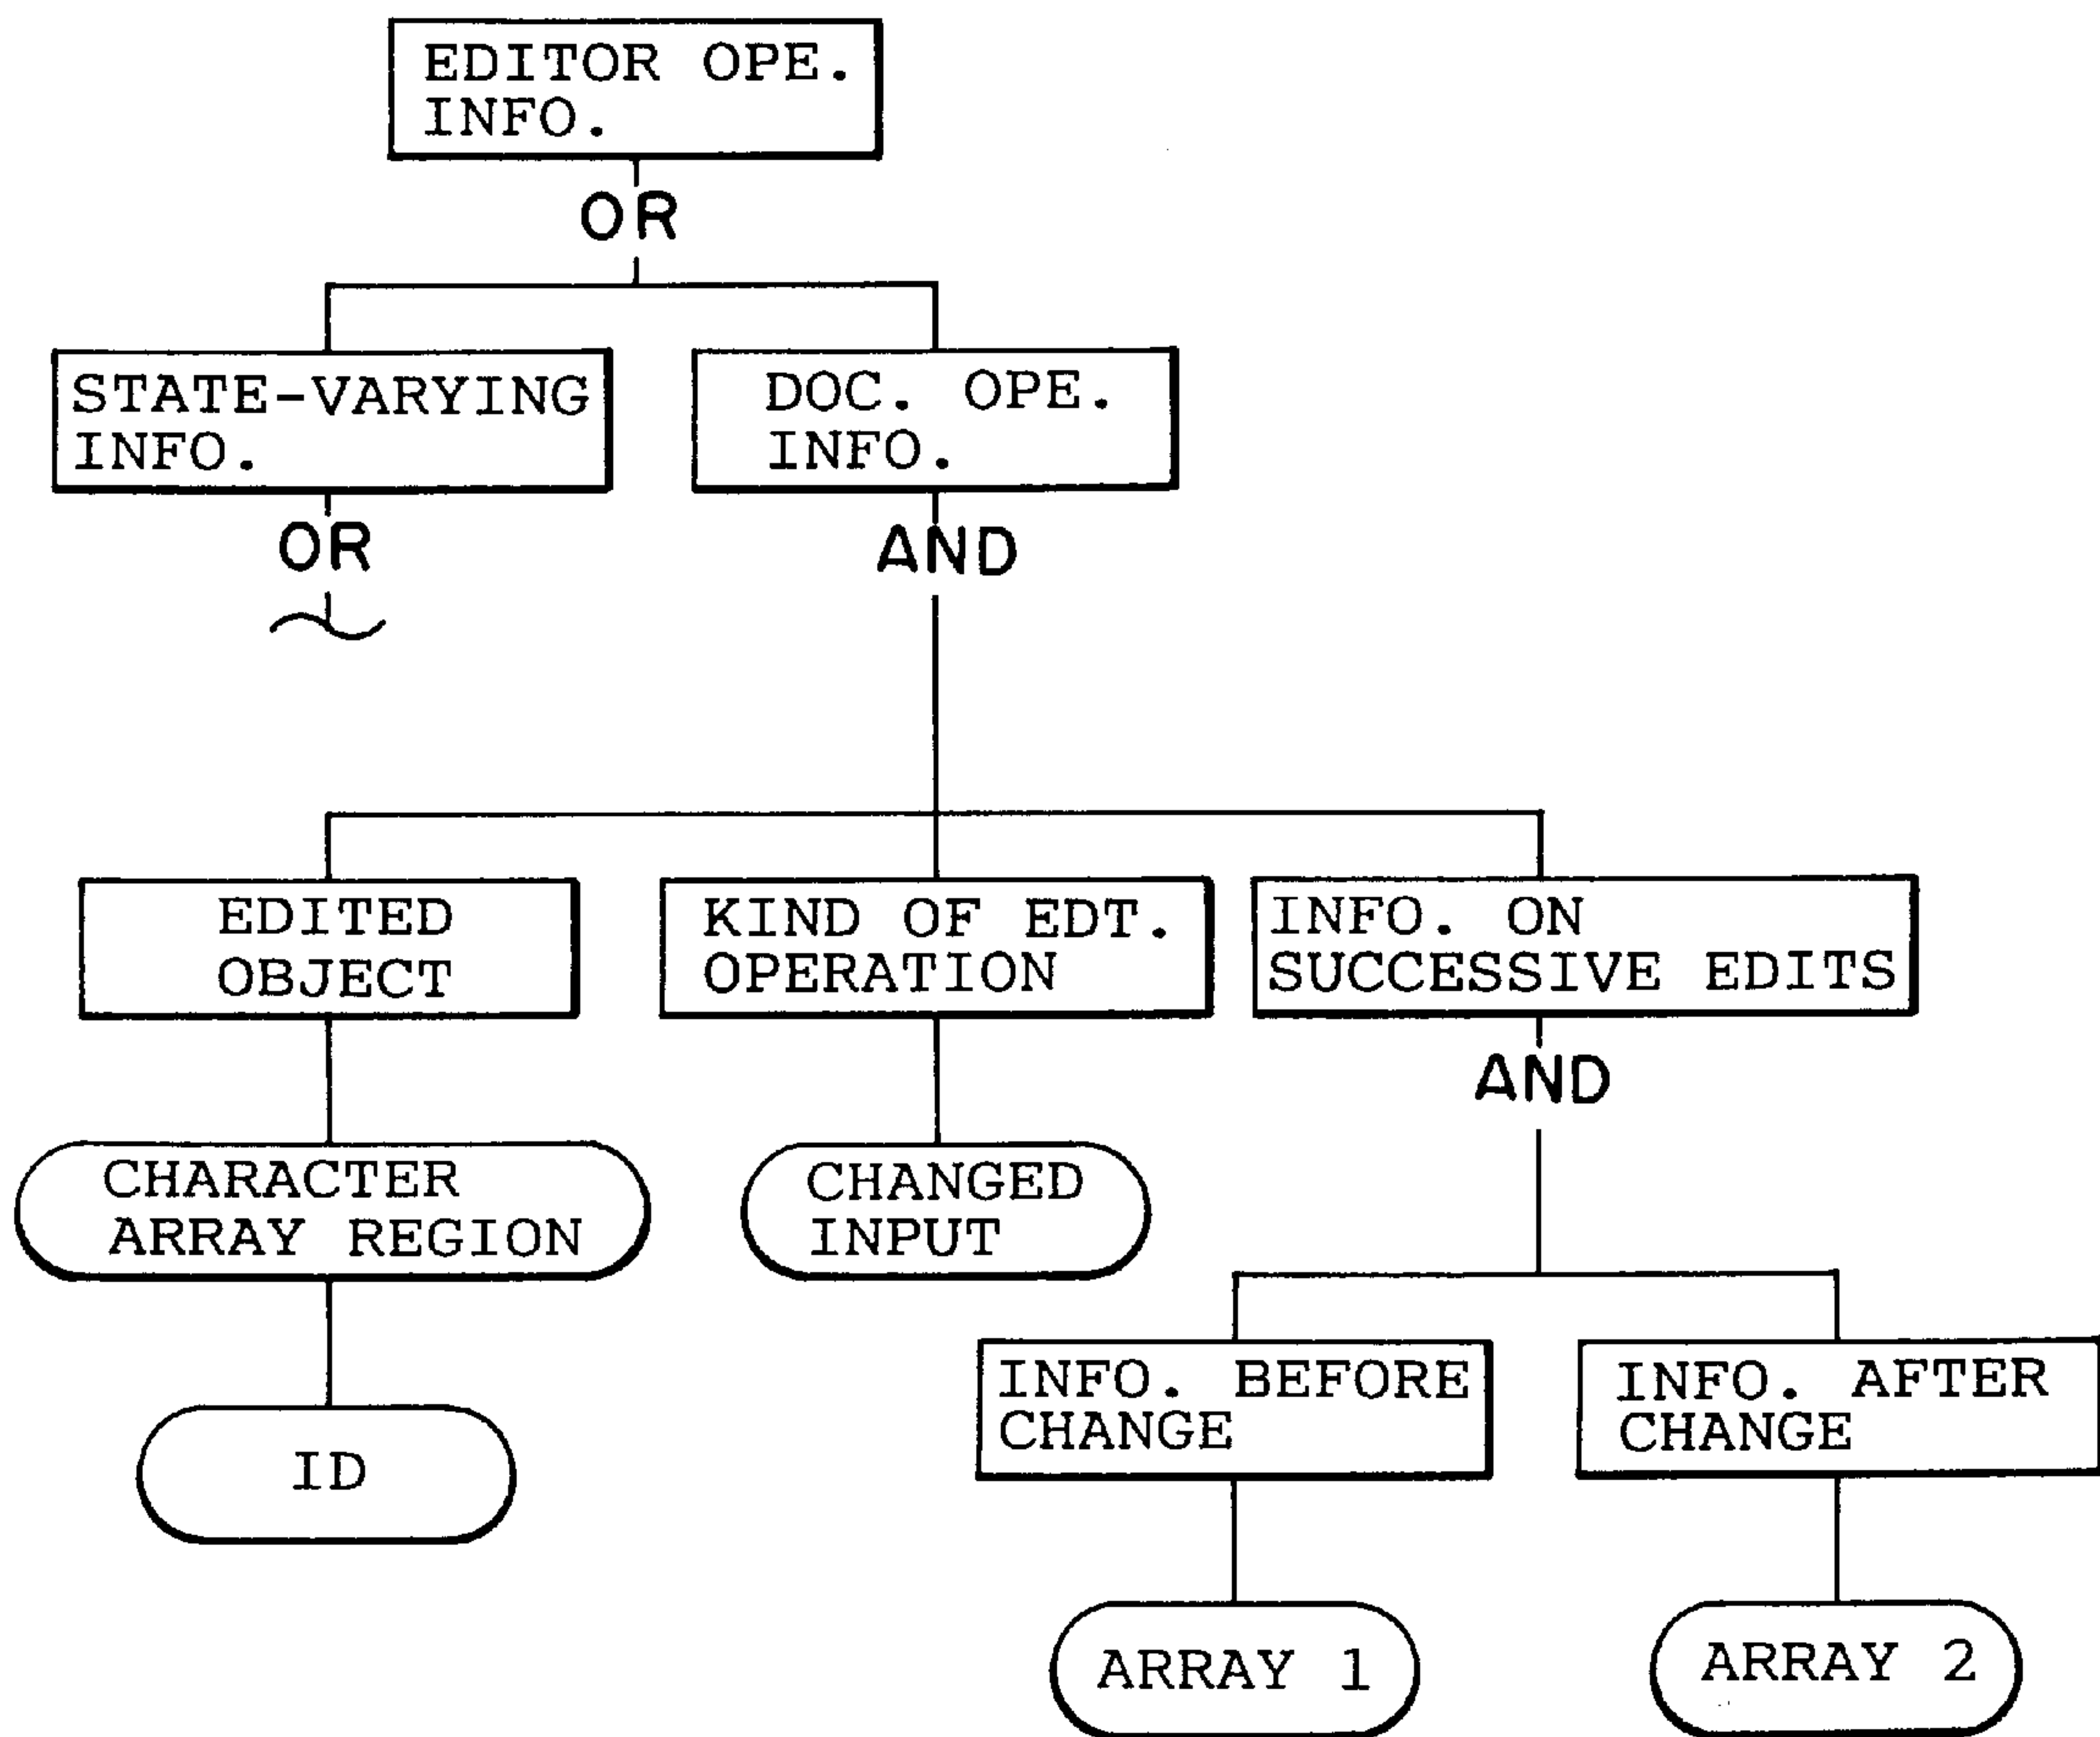 EDITOR OPE.
INFO.
OR
STATE-VARYING
INFO.
DOC. OPE.
INFO.
OR
AND
EDITED
OBJECT
KIND OF EDT.
OPERATION
INFO. ON
SUCCESSIVE EDITS
AND
CHARACTER
ARRAY REGION
CHANGED
INPUT
INFO. BEFORE
CHANGE
INFO. AFTER
CHANGE
ID
ARRAY 1
ARRAY 2